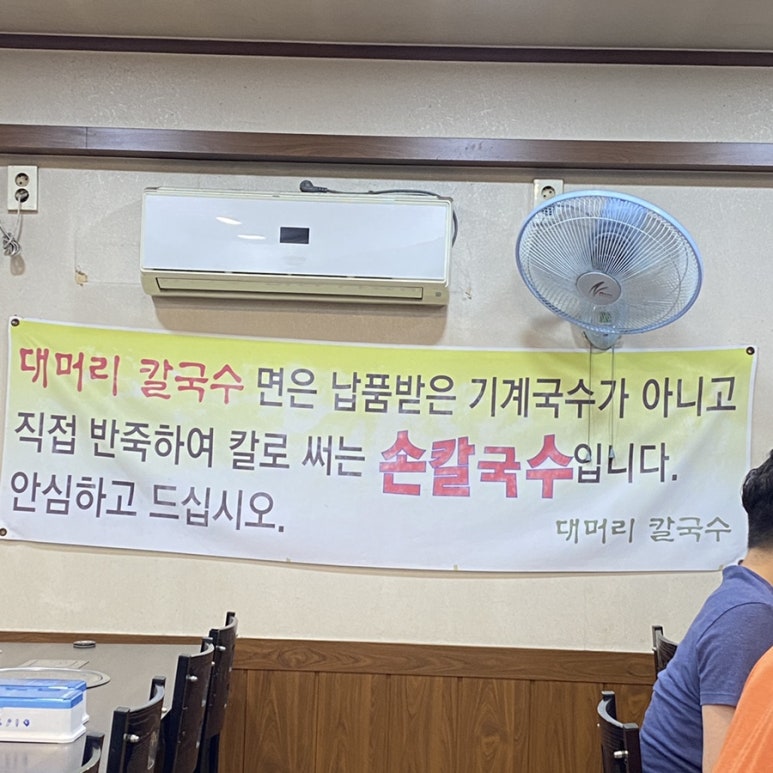 대머리 칼국수 면은 납품받은 기계국수가 아니고
직접 반죽하여 칼로 써는 손칼국수입니다.
안심하고 드십시오.
대머리 칼국수